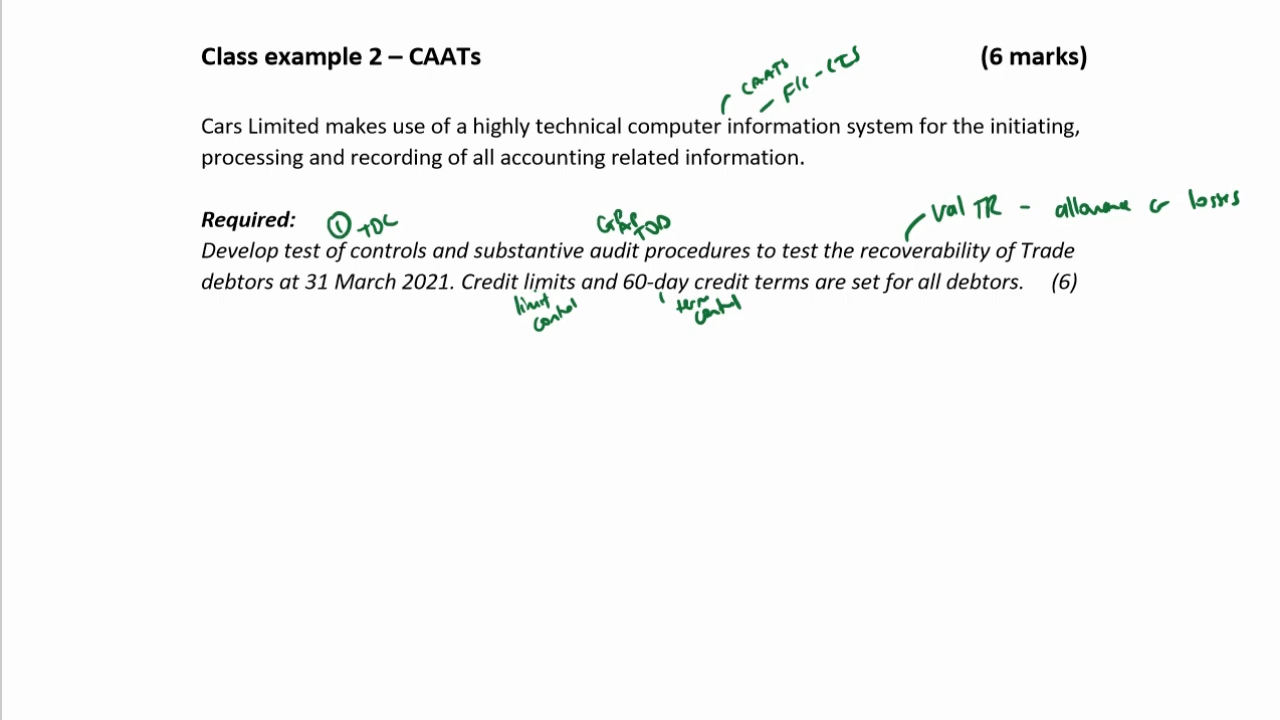 Class example 2 – CAATs (6 marks)
CAATs
Cars Limited makes use of a highly technical computer information system for the initiating,
processing and recording of all accounting related information.
val TR - allowance losses
Required: ① TOC TOD
Develop test of controls and substantive audit procedures to test the recoverability of Trade
debtors at 31 March 2021. Credit limits and 60-day credit terms are set for all debtors. (6)
limit term
control control